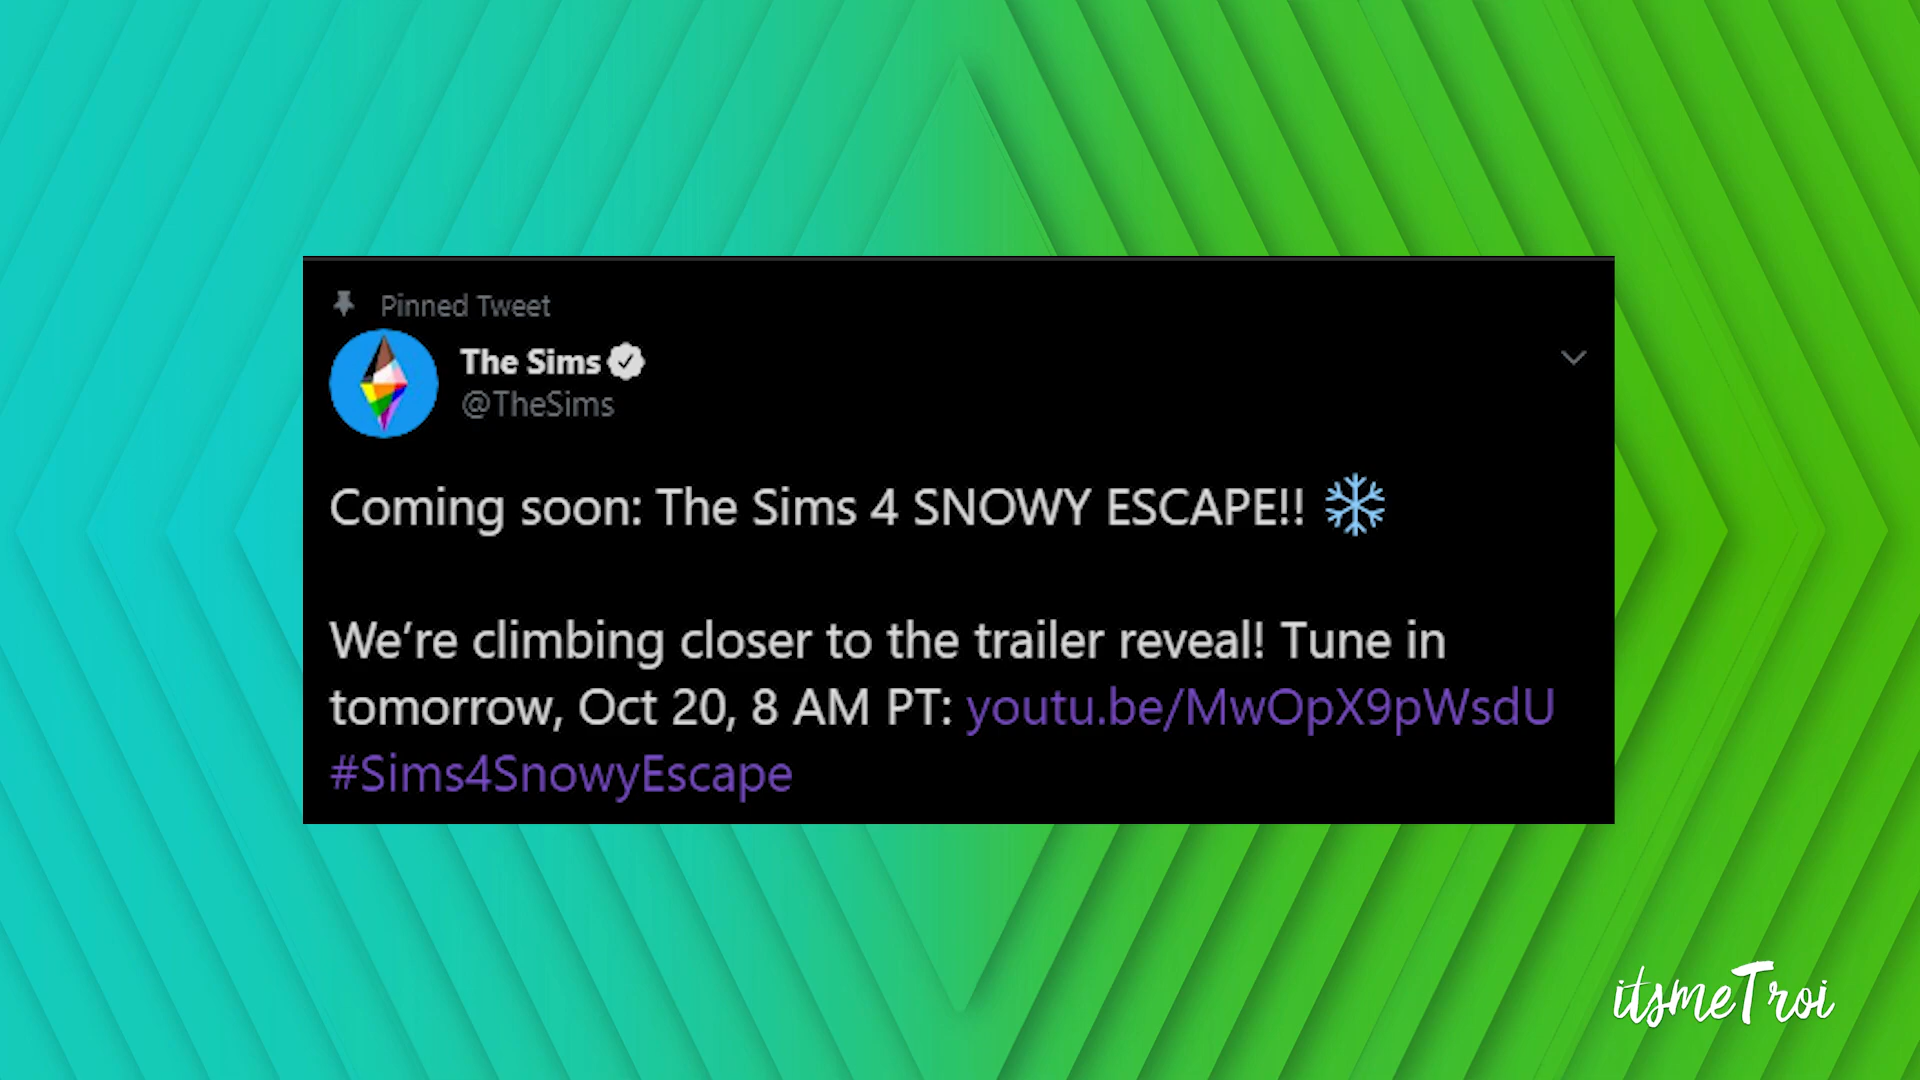 Pinned Tweet
The Sims
@TheSims
Coming soon: The Sims 4 SNOWY ESCAPE!! ❄
We’re climbing closer to the trailer reveal! Tune in
tomorrow, Oct 20, 8 AM PT: youtu.be/MwOpX9pWsdU
#Sims4SnowyEscape
itsmeTroi